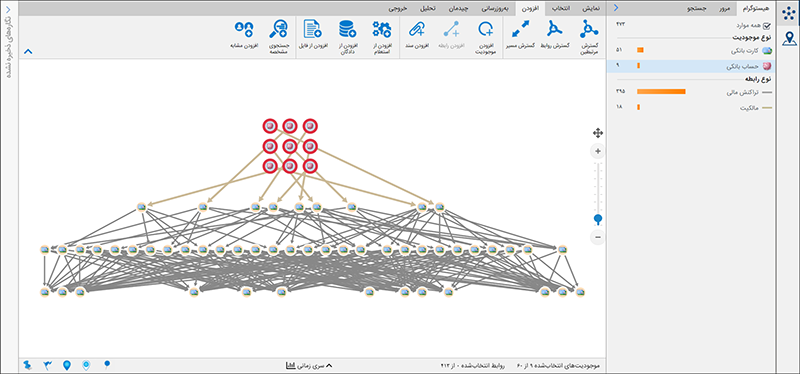 هیستوگرام
مرور
جستجو
نمایش
انتخاب
افزودن
به‌روزرسانی
چیدمان
تحلیل
خروجی
همه موارد
۴۷۳
نوع موجودیت
کارت بانکی
۵۱
حساب بانکی
۹
نوع رابطه
تراکنش مالی
۳۹۵
مالکیت
۱۸
گسترش مرتبطین
گسترش روابط
گسترش مسیر
افزودن موجودیت
افزودن رابطه
افزودن سند
افزودن از استعلام
افزودن از دادگان
افزودن از فایل
جستجوی مشخصه
افزودن مشابه
نگاره‌های ذخیره نشده
موجودیت‌های انتخاب‌شده ۹ از ۶۰
روابط انتخاب‌شده ۰ از ۴۱۳
سری زمانی